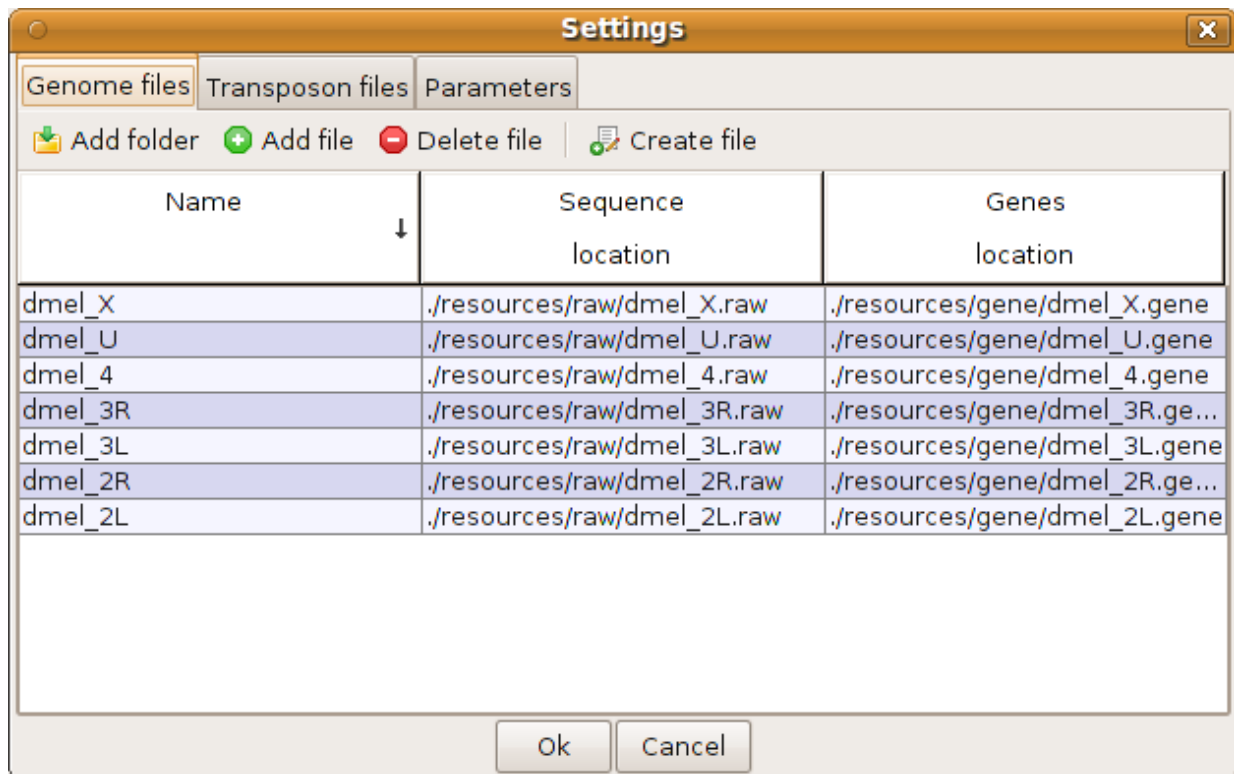 Settings
Genome files Transposon files Parameters
Add folder Add file Delete file Create file
Name Sequence location Genes location
dmel_X ./resources/raw/dmel_X.raw ./resources/gene/dmel_X.gene
dmel_U ./resources/raw/dmel_U.raw ./resources/gene/dmel_U.gene
dmel_4 ./resources/raw/dmel_4.raw ./resources/gene/dmel_4.gene
dmel_3R ./resources/raw/dmel_3R.raw ./resources/gene/dmel_3R.ge...
dmel_3L ./resources/raw/dmel_3L.raw ./resources/gene/dmel_3L.gene
dmel_2R ./resources/raw/dmel_2R.raw ./resources/gene/dmel_2R.ge...
dmel_2L ./resources/raw/dmel_2L.raw ./resources/gene/dmel_2L.gene
Ok Cancel